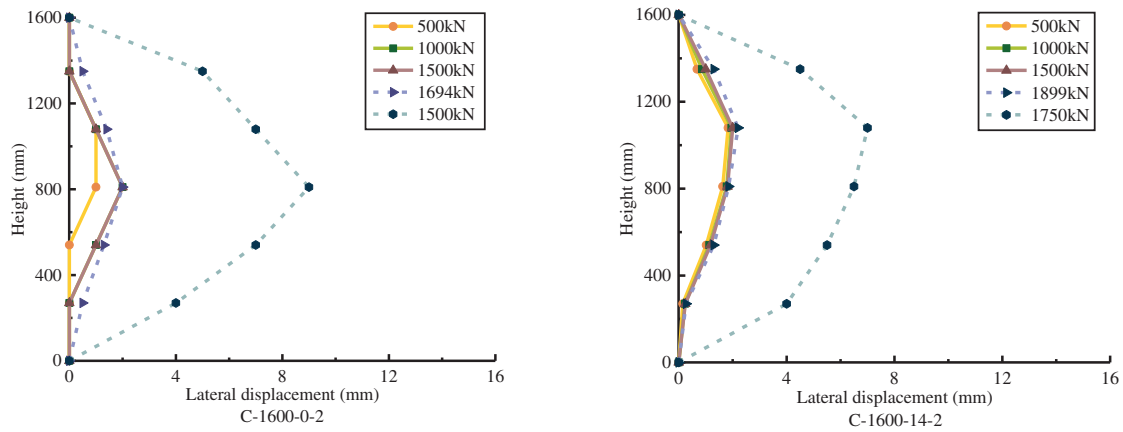 Height (mm)
1600
1200
800
400
0
500kN
1000kN
1500kN
1694kN
1500kN
0 4 8 12 16
Lateral displacement (mm)
C-1600-0-2
Height (mm)
1600
1200
800
400
0
500kN
1000kN
1500kN
1899kN
1750kN
0 4 8 12 16
Lateral displacement (mm)
C-1600-14-2